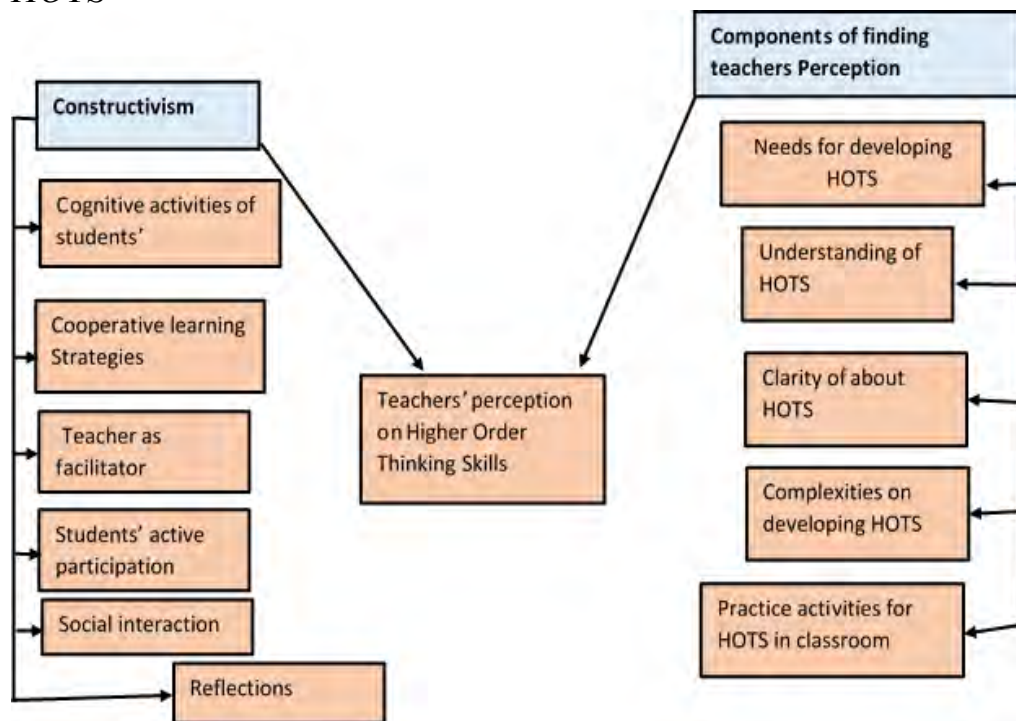 HOTS
Components of finding
teachers Perception
Constructivism
Cognitive activities of
students'
Cooperative learning
Strategies
Teacher as
facilitator
Students' active
participation
Social interaction
Reflections
Teachers' perception
on Higher Order
Thinking Skills
Needs for developing
HOTS
Understanding of
HOTS
Clarity of about
HOTS
Complexities on
developing HOTS
Practice activities for
HOTS in classroom